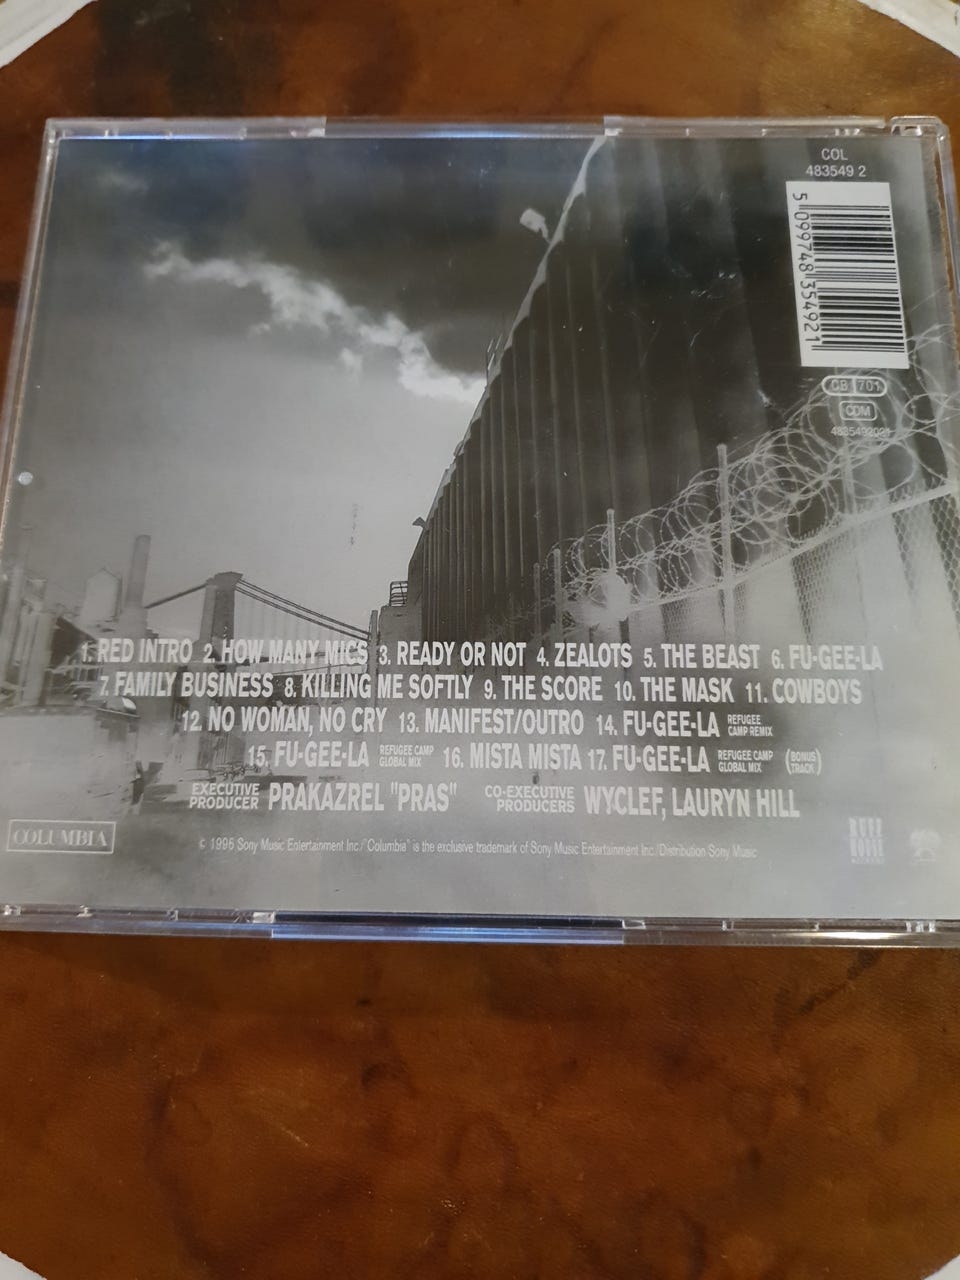 COL
483549 2
5 099748 354921
CB 701
CDM
4835492021
1. RED INTRO 2. HOW MANY MICS 3. READY OR NOT 4. ZEALOTS 5. THE BEAST 6. FU-GEE-LA
7. FAMILY BUSINESS 8. KILLING ME SOFTLY 9. THE SCORE 10. THE MASK 11. COWBOYS
12. NO WOMAN, NO CRY 13. MANIFEST/OUTRO 14. FU-GEE-LA REFUGEE CAMP REMIX
15. FU-GEE-LA REFUGEE CAMP GLOBAL MIX 16. MISTA MISTA 17. FU-GEE-LA REFUGEE CAMP GLOBAL MIX (BONUS TRACK)
EXECUTIVE PRODUCER PRAKAZREL "PRAS" CO-EXECUTIVE PRODUCERS WYCLEF, LAURYN HILL
COLUMBIA
c 1996 Sony Music Entertainment Inc./"Columbia" is the exclusive trademark of Sony Music Entertainment Inc./Distribution Sony Music
RUFF
HOUSE